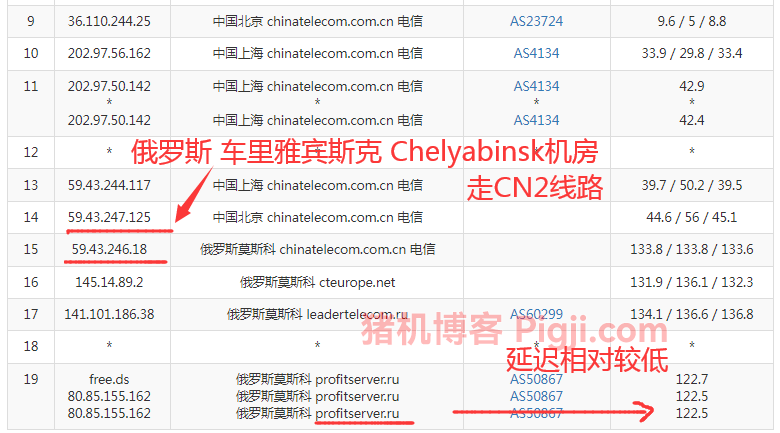 9 36.110.244.25 中国北京 chinatelecom.com.cn 电信 AS23724 9.6 / 5 / 8.8
10 202.97.56.162 中国上海 chinatelecom.com.cn 电信 AS4134 33.9 / 29.8 / 33.4
11 202.97.50.142 中国上海 chinatelecom.com.cn 电信 AS4134 42.9
* * * *
202.97.50.142 中国上海 chinatelecom.com.cn 电信 AS4134 42.4
12 * * * *
俄罗斯 车里雅宾斯克 Chelyabinsk机房
走CN2线路
13 59.43.244.117 中国上海 chinatelecom.com.cn 电信 39.7 / 50.2 / 39.5
14 59.43.247.125 中国北京 chinatelecom.com.cn 电信 44.6 / 56 / 45.1
15 59.43.246.18 俄罗斯莫斯科 chinatelecom.com.cn 电信 133.8 / 133.8 / 133.6
16 145.14.89.2 俄罗斯莫斯科 cteurope.net 131.9 / 136.1 / 132.3
17 141.101.186.38 俄罗斯莫斯科 leadertelecom.ru AS60299 134.1 / 136.6 / 136.8
猪机博客 Pigji.com
18 * * * *
延迟相对较低
19 free.ds 俄罗斯莫斯科 profitserver.ru AS50867 122.7
80.85.155.162 俄罗斯莫斯科 profitserver.ru AS50867 122.5
80.85.155.162 俄罗斯莫斯科 profitserver.ru AS50867 122.5